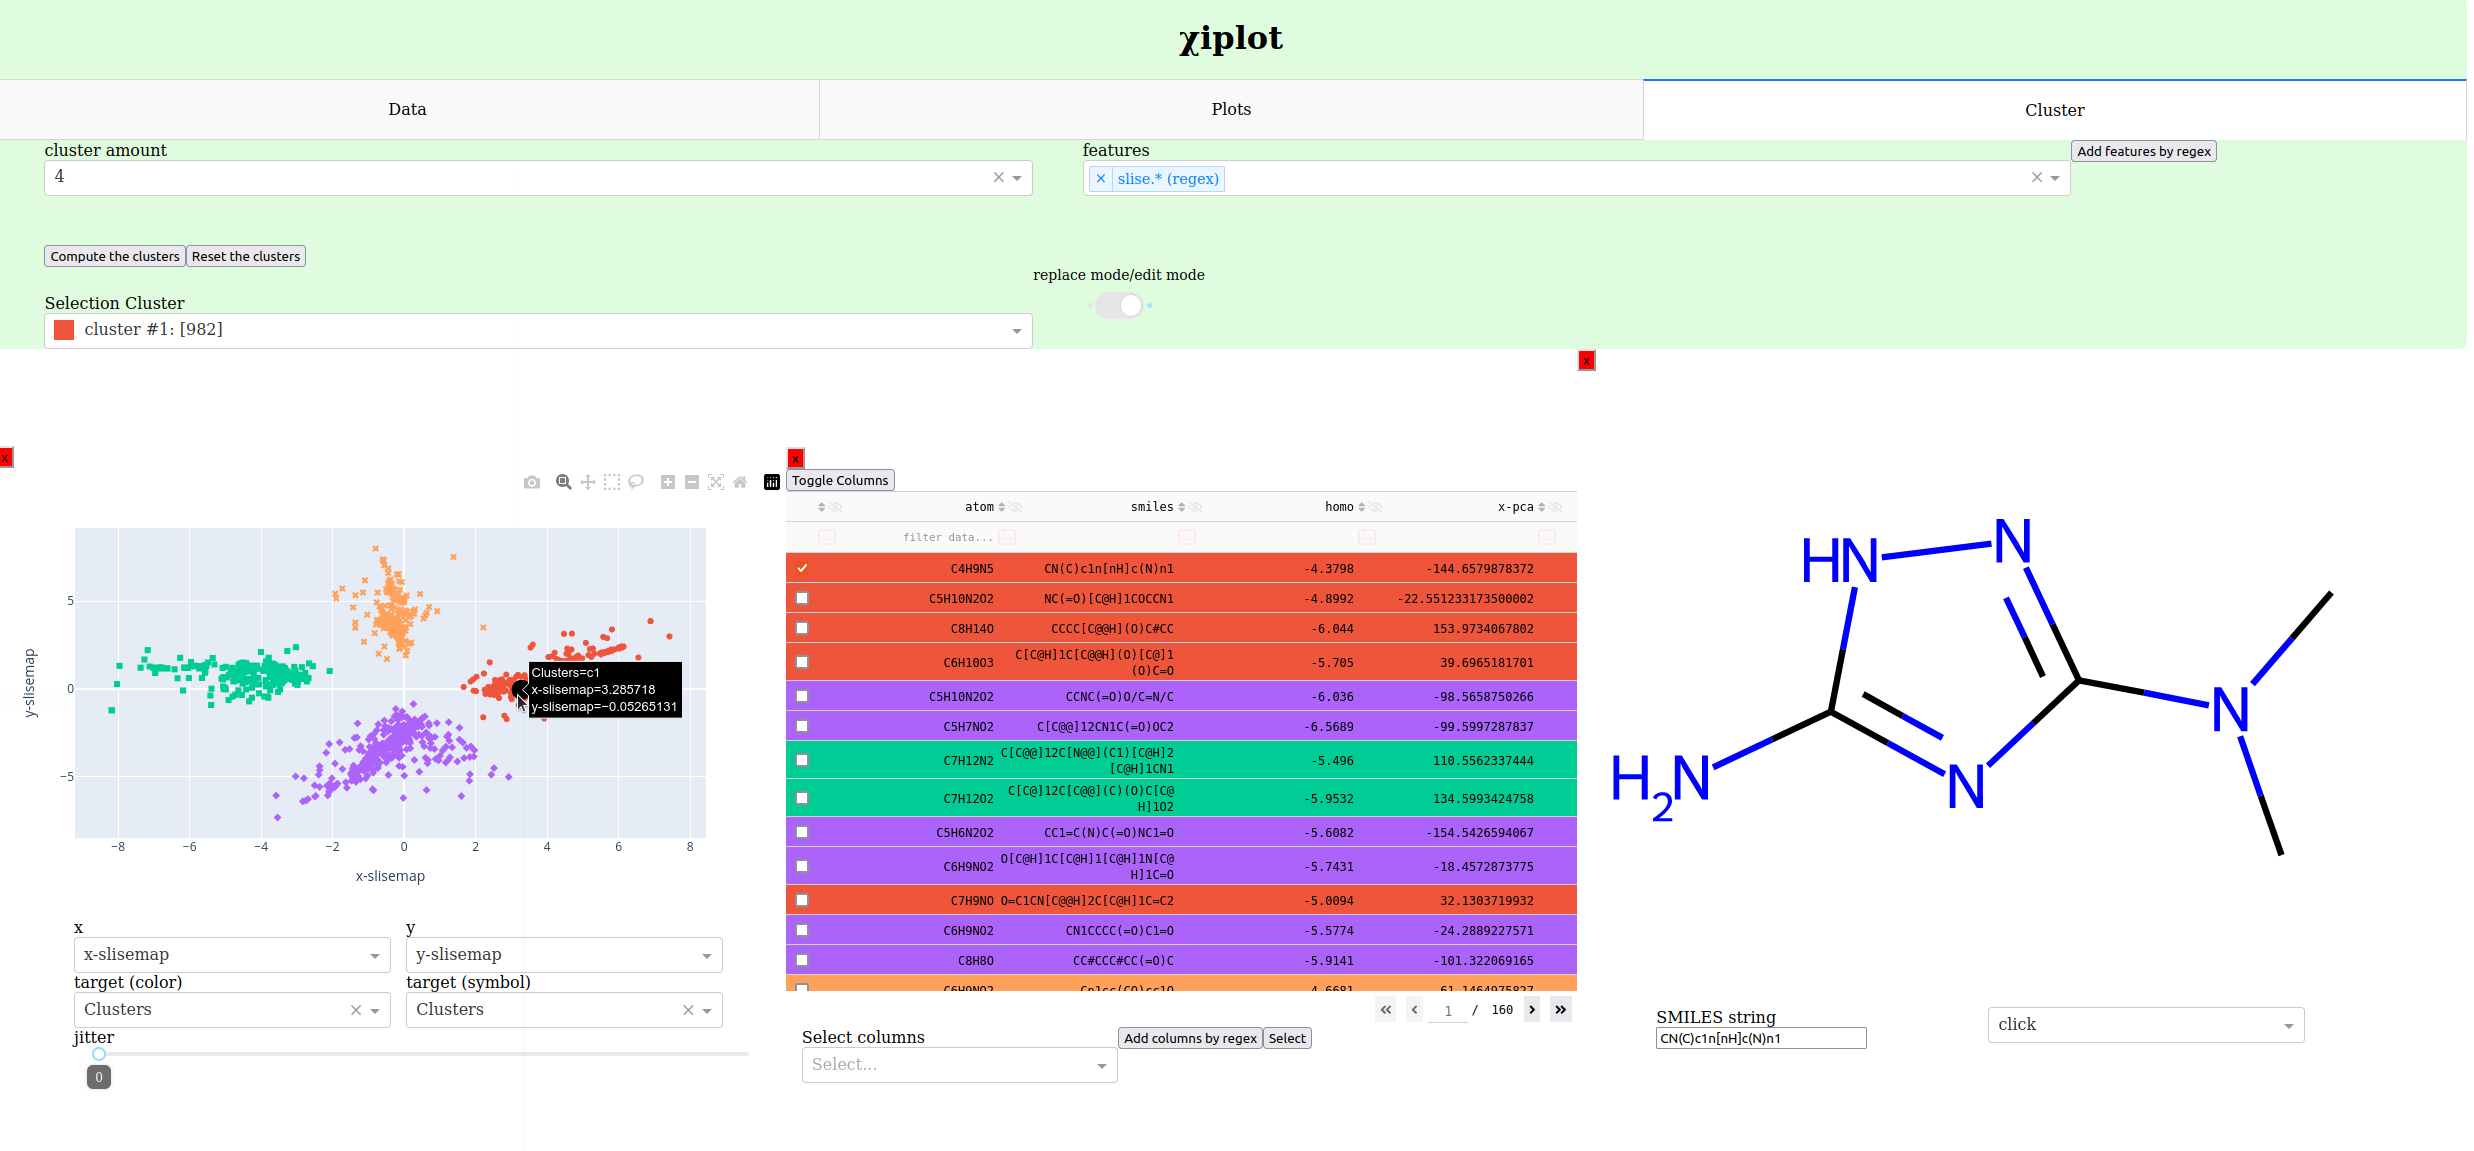 χiplot
Data Plots Cluster
cluster amount features Add features by regex
4 × × slise.* (regex) ×
Compute the clusters Reset the clusters
replace mode/edit mode
Selection Cluster
cluster #1: [982]
x
x x
Toggle Columns
atom smiles homo x-pca
filter data... Aa Aa Aa Aa
C4H9N5 CN(C)c1n[nH]c(N)n1 -4.3798 -144.6579878372
C5H10N2O2 NC(=O)[C@H]1COCCN1 -4.8992 -22.551233173500002
C8H14O CCCC[C@@H](O)C#CC -6.044 153.9734067802
C6H10O3 C[C@H]1C[C@@H](O)[C@]1
(O)C=O -5.705 39.6965181701
C5H10N2O2 CCNC(=O)O/C=N/C -6.036 -98.5658750266
C5H7NO2 C[C@@]12CN1C(=O)OC2 -6.5689 -99.5997287837
C7H12N2 C[C@@]12C[N@@](C1)[C@H]2
[C@H]1CN1 -5.496 110.5562337444
C7H12O2 C[C@]12C[C@@](C)(O)C[C@
H]1O2 -5.9532 134.5993424758
C5H6N2O2 CC1=C(N)C(=O)NC1=O -5.6082 -154.5426594067
C6H9NO2 O[C@H]1C[C@H]1[C@H]1N[C@
H]1C=O -5.7431 -18.4572873775
C7H9NO O=C1CN[C@@H]2C[C@H]1C=C2 -5.0094 32.1303719932
C6H9NO2 CN1CCCC(=O)C1=O -5.5774 -24.2889227571
C8H8O CC#CCC#CC(=O)C -5.9141 -101.322069165
1 / 160
Select columns Add columns by regex Select
Select...
y-slisemap
5
0
−5
−8 −6 −4 −2 0 2 4 6 8
x-slisemap
Clusters=c1
x-slisemap=3.285718
y-slisemap=−0.05265131
x y
x-slisemap y-slisemap
target (color) target (symbol)
Clusters × Clusters ×
jitter
0
HN N
N
H2N N
SMILES string
CN(C)c1n[nH]c(N)n1 click